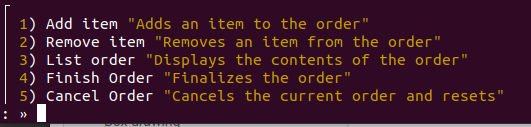 1) Add item "Adds an item to the order"
2) Remove item "Removes an item from the order"
3) List order "Displays the contents of the order"
4) Finish Order "Finalizes the order"
5) Cancel Order "Cancels the current order and resets"
: »